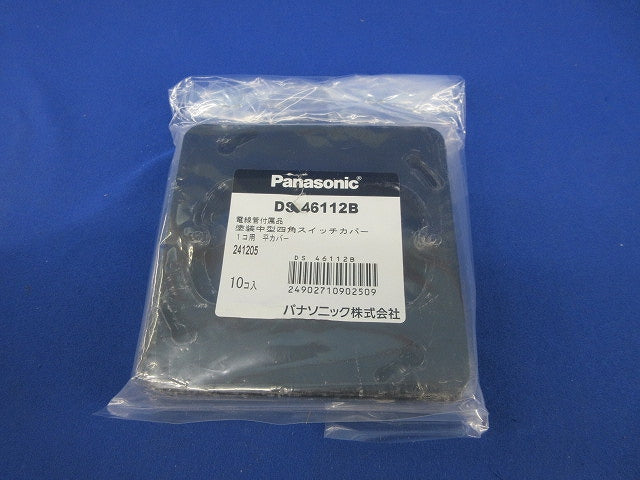 Panasonic®
DS 46112B
電線管付属品
塗装中型四角スイッチカバー
1コ用 平カバー
241205
DS 46112B
10コ入
24902710902509
パナソニック株式会社